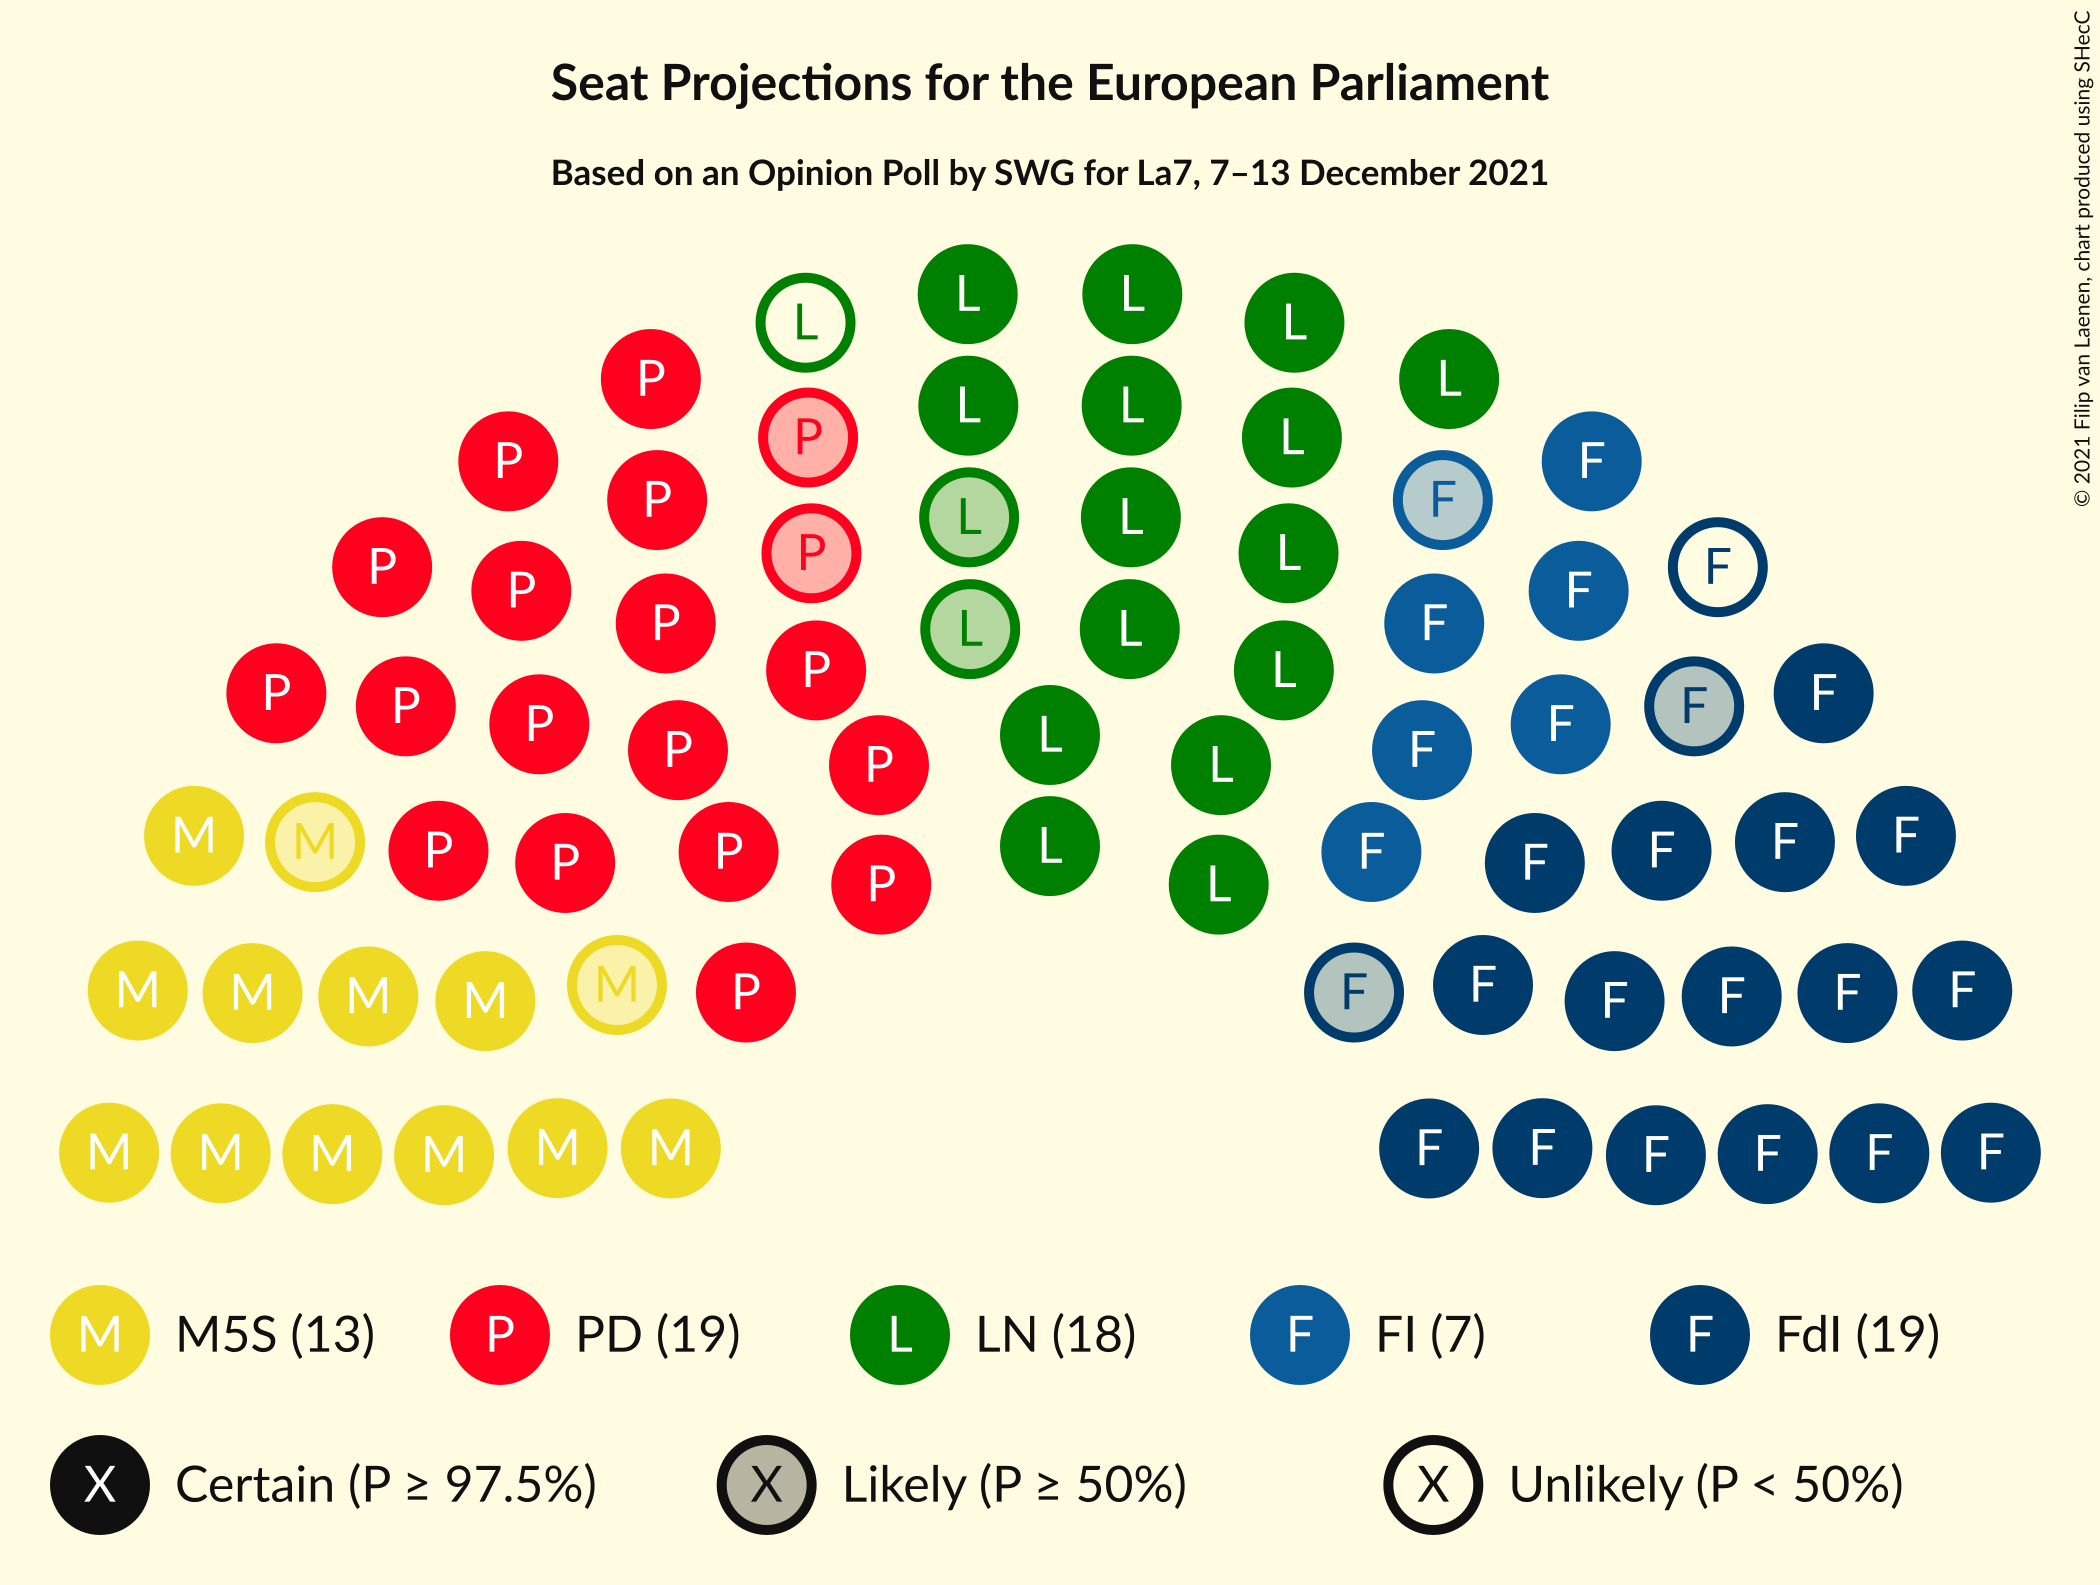 Seat Projections for the European Parliament
Based on an Opinion Poll by SWG for La7, 7–13 December 2021
© 2021 Filip van Laenen, chart produced using SHecC
L L L L
P L
P P L L L F
P P F F
P P L L L F
P P F F
P P P P L L L F F F F
P P L L F F
M M P P P P L L F F F F F
M M M M M P F F F F F F
M M M M M M F F F F F F
M M5S (13) P PD (19) L LN (18) F FI (7) F FdI (19)
X Certain (P ≥ 97.5%) X Likely (P ≥ 50%) X Unlikely (P < 50%)